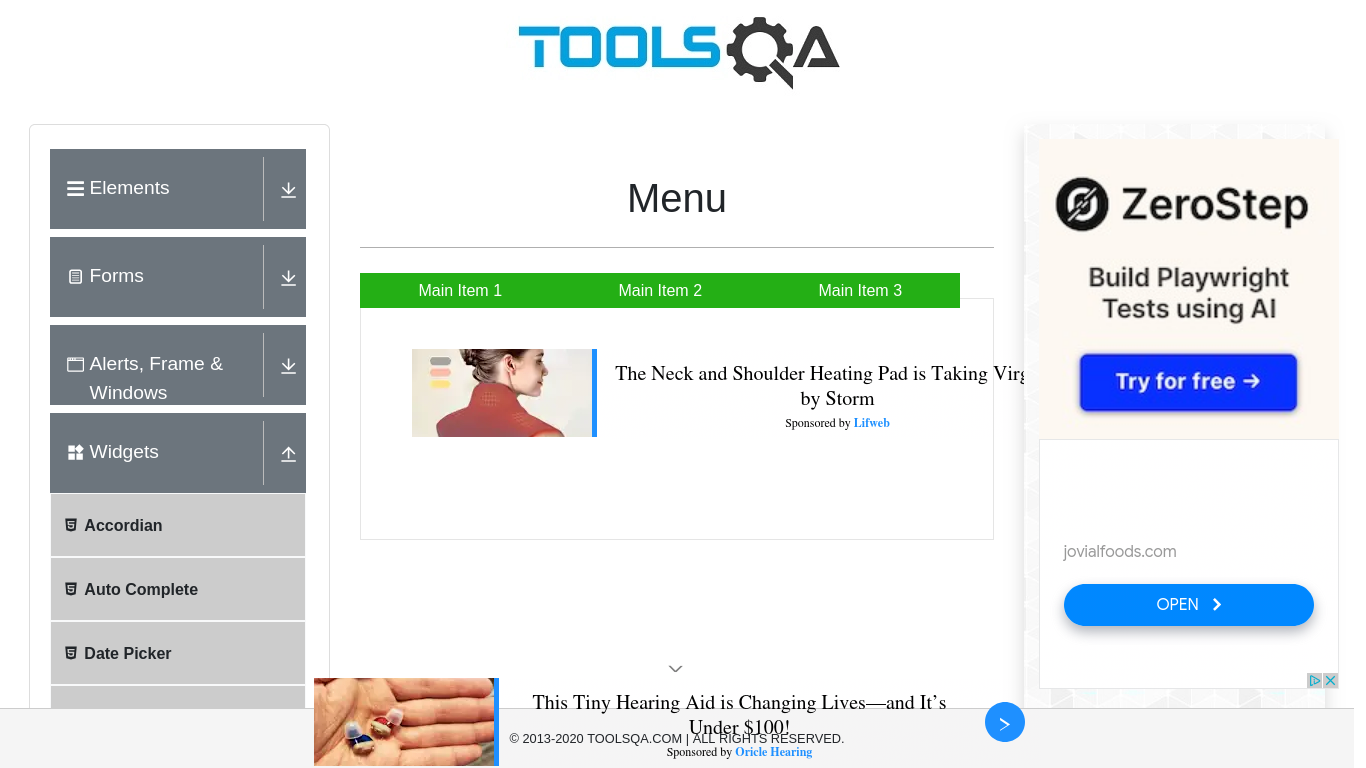 TOOLSQA
Elements
Forms
Alerts, Frame &
Windows
Widgets
Accordian
Auto Complete
Date Picker
Menu
Main Item 1
Main Item 2
Main Item 3
The Neck and Shoulder Heating Pad is Taking Virg
by Storm
Sponsored by Lifweb
ZeroStep
Build Playwright
Tests using AI
Try for free →
jovialfoods.com
OPEN
This Tiny Hearing Aid is Changing Lives—and It’s
Under $100!
© 2013-2020 TOOLSQA.COM | ALL RIGHTS RESERVED.
Sponsored by Oricle Hearing